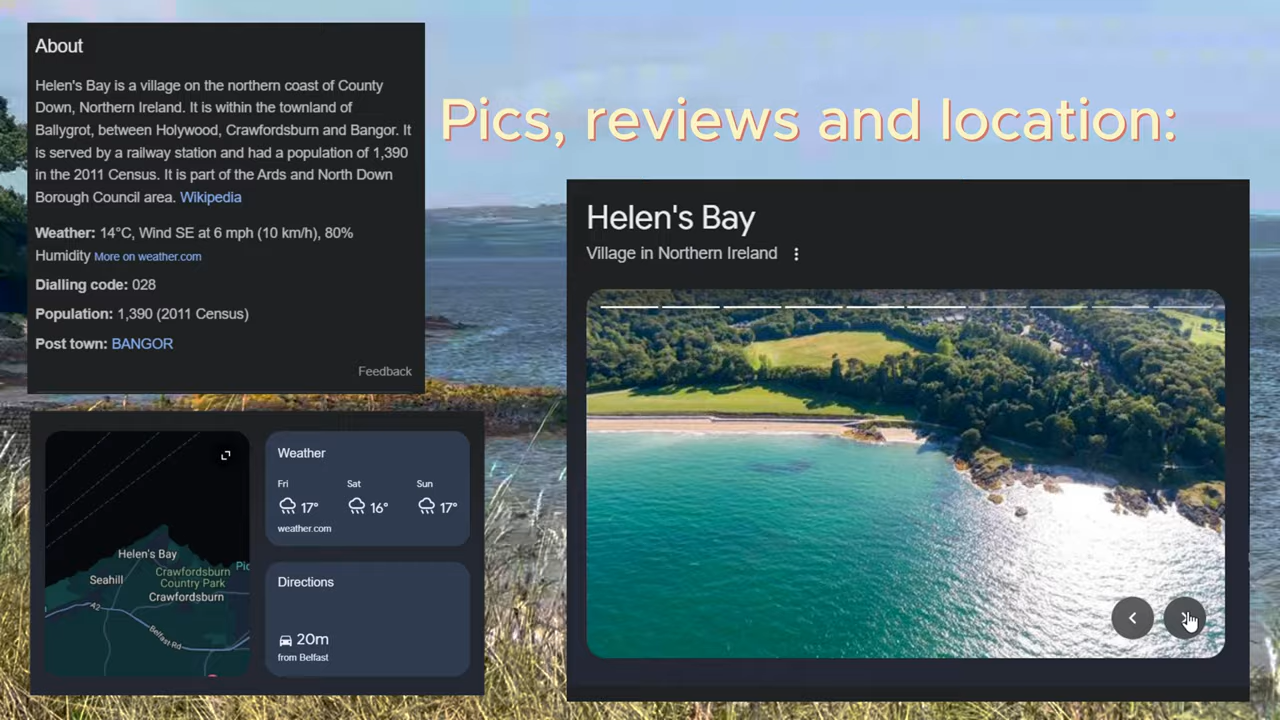 About
Helen's Bay is a village on the northern coast of County
Down, Northern Ireland. It is within the townland of
Ballygrot, between Holywood, Crawfordsburn and Bangor. It
is served by a railway station and had a population of 1,390
in the 2011 Census. It is part of the Ards and North Down
Borough Council area. Wikipedia
Weather: 14°C, Wind SE at 6 mph (10 km/h), 80%
Humidity More on weather.com
Dialling code: 028
Population: 1,390 (2011 Census)
Post town: BANGOR
Feedback
Pics, reviews and location:
Helen's Bay
Village in Northern Ireland
Helen's Bay
Seahill
Crawfordsburn
Country Park
Crawfordsburn
A2
Belfast Rd
Weather
Fri Sat Sun
17° 16° 17°
weather.com
Directions
20m
from Belfast